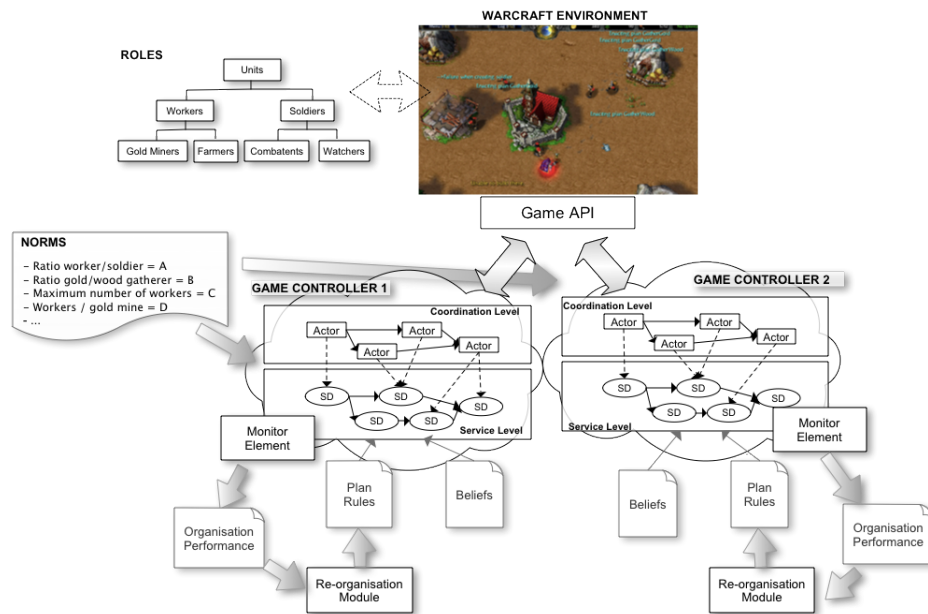 WARCRAFT ENVIRONMENT
ROLES
Units
Workers
Soldiers
Gold Miners
Farmers
Combatents
Watchers
Game API
NORMS
- Ratio worker/soldier = A
- Ratio gold/wood gatherer = B
- Maximum number of workers = C
- Workers / gold mine = D
- ...
GAME CONTROLLER 1
Coordination Level
Actor
Actor
Actor
Actor
SD
SD
SD
SD
SD
Service Level
Monitor
Element
Plan
Rules
Beliefs
Organisation
Performance
Re-organisation
Module
GAME CONTROLLER 2
Coordination Level
Actor
Actor
Actor
Actor
SD
SD
SD
SD
SD
Service Level
Monitor
Element
Beliefs
Plan
Rules
Organisation
Performance
Re-organisation
Module